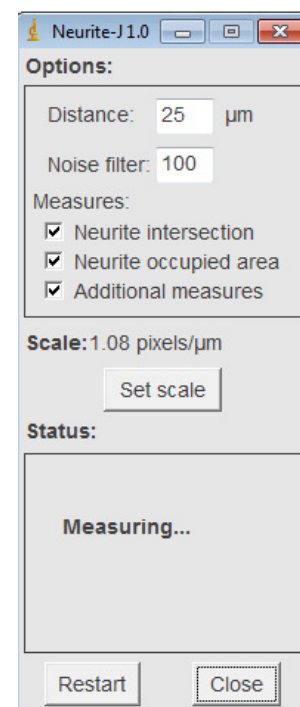 Neurite-J 1.0
Options:
Distance: 25 µm
Noise filter: 100
Measures:
Neurite intersection
Neurite occupied area
Additional measures
Scale: 1.08 pixels/µm
Set scale
Status:
Measuring...
Restart Close